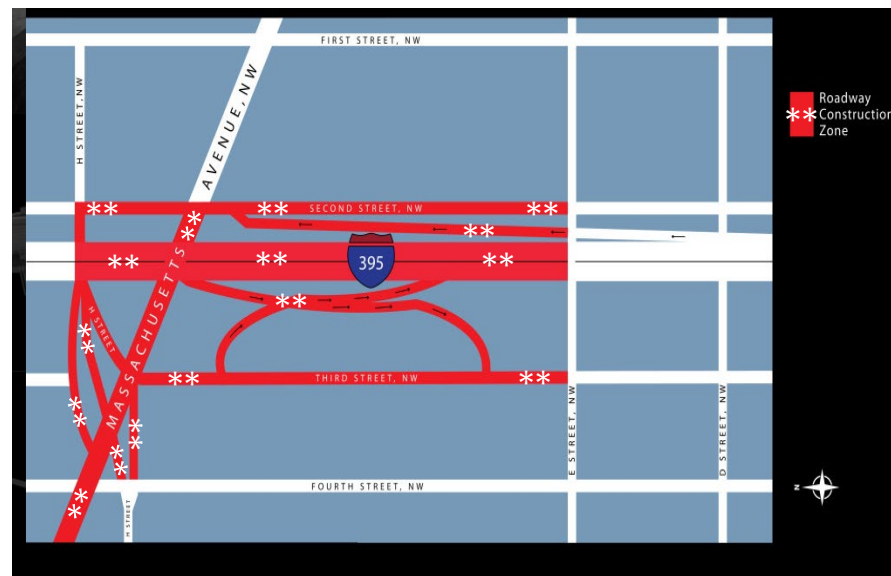 FIRST STREET, NW
H STREET, NW
AVENUE, NW
Roadway
** Construction
Zone
** SECOND STREET, NW ** **
**
**
** ** **
395
**
H STREET
**
MASSACHUSETTS
** THIRD STREET, NW **
**
**
**
E STREET, NW
D STREET, NW
**
FOURTH STREET, NW
H STREET
N